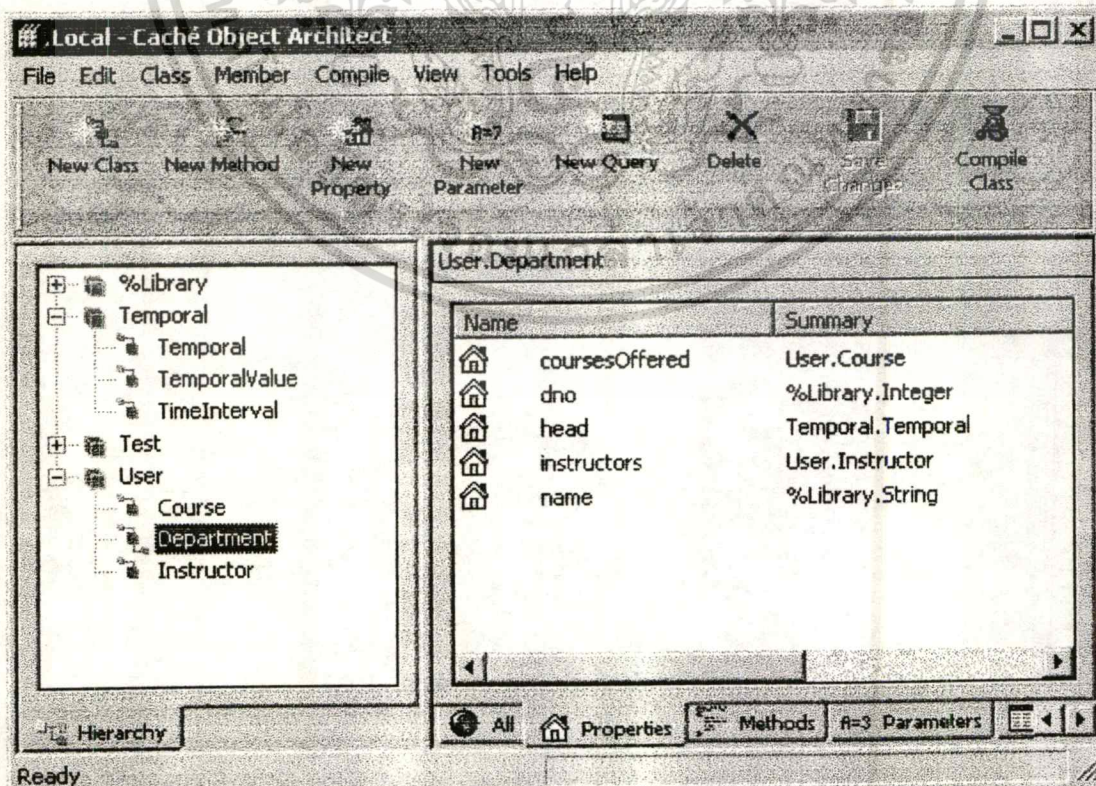 .Local - Caché Object Architect
File Edit Class Member Compile View Tools Help
New Class New Method New Property New Parameter New Query Delete Save Changes Compile Class
User.Department
%Library
Temporal
Temporal
TemporalValue
TimeInterval
Test
User
Course
Department
Instructor
Name Summary
coursesOffered User.Course
dno %Library.Integer
head Temporal.Temporal
instructors User.Instructor
name %Library.String
Hierarchy
All Properties Methods A=3 Parameters
Ready